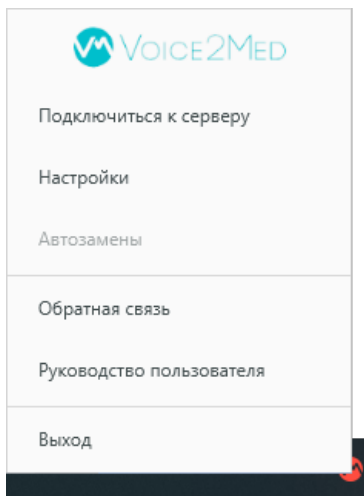 VOICE2MED
Подключиться к серверу
Настройки
Автозамены
Обратная связь
Руководство пользователя
Выход